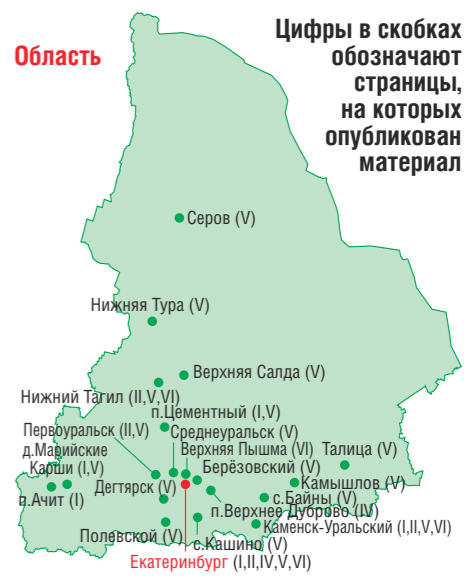 Область
Цифры в скобках
обозначают
страницы,
на которых
опубликован
материал
Серов (V)
Нижняя Тура (V)
Верхняя Салда (V)
Нижний Тагил (II,V,VI)
п.Цементный (I,V)
Первоуральск (II,V)
Среднеуральск (V)
д.Марийские
Карши (I,V)
Верхняя Пышма (VI)
Талица (V)
Берёзовский (V)
п.Ачит (I)
Дегтярск (V)
Камышлов (V)
с.Байны (V)
п.Верхнее Дуброво (IV)
Каменск-Уральский (I,II,V,VI)
Полевской (V)
с.Кашино (V)
Екатеринбург (I,II,IV,V,VI)